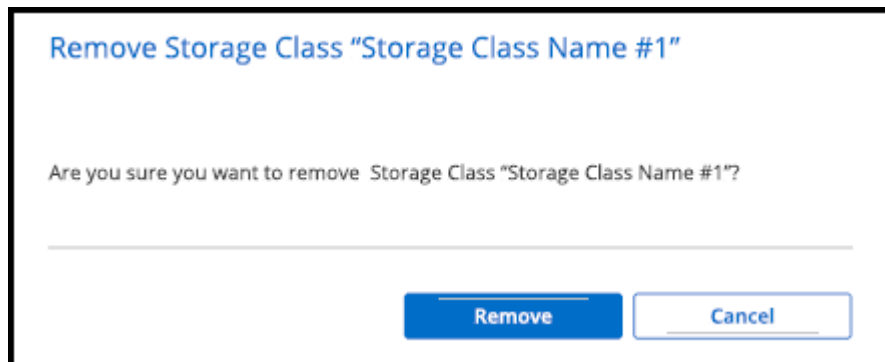 Remove Storage Class “Storage Class Name #1”
Are you sure you want to remove  Storage Class “Storage Class Name #1”?
Remove
Cancel